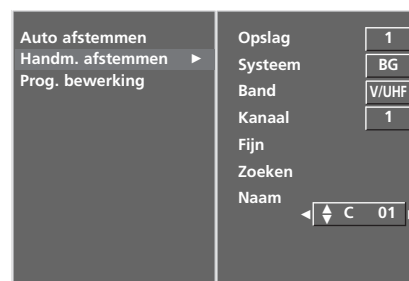 Auto afstemmen
Handm. afstemmen ►
Prog. bewerking
Opslag 1
Systeem BG
Band V/UHF
Kanaal 1
Fijn
Zoeken
Naam
C 01